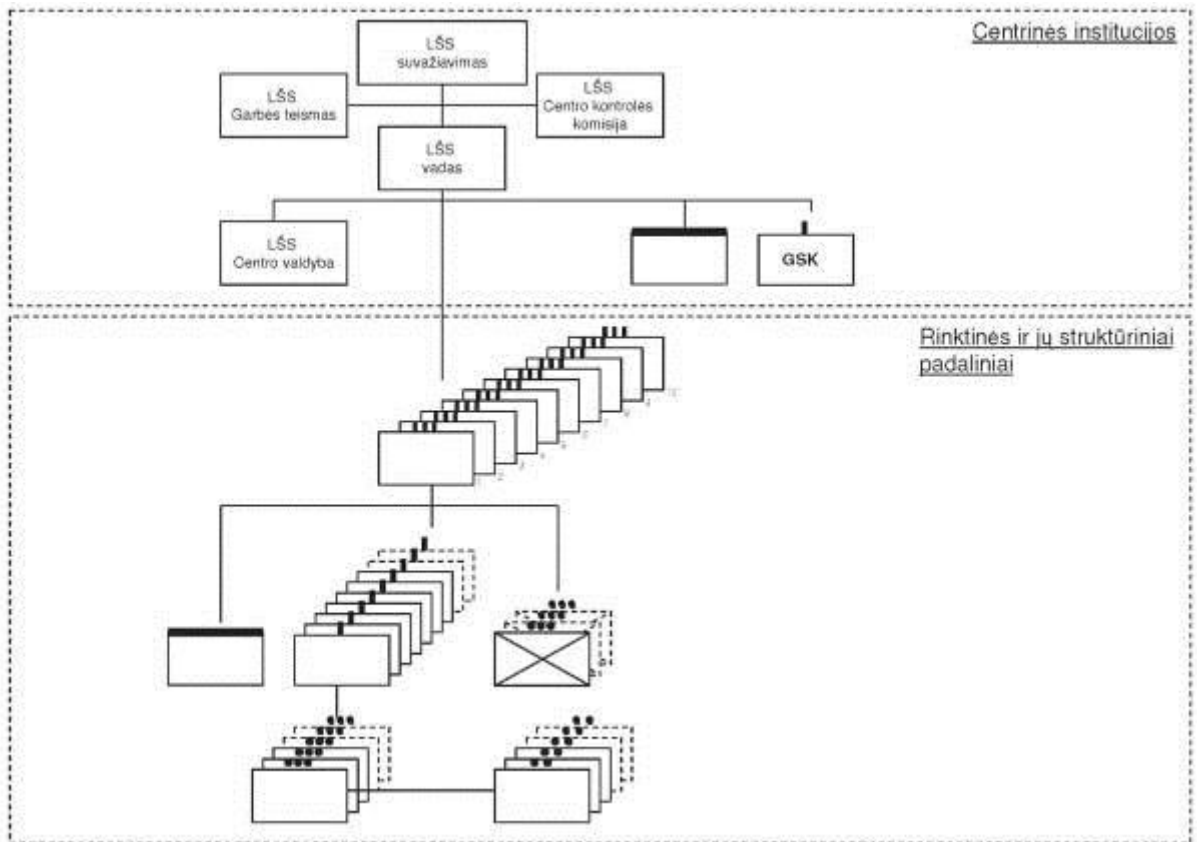 Centrinės institucijos
LŠS
suvažiavimas
LŠS
Garbės teismas
LŠS
Centro kontrolės
komisija
LŠS
vadas
LŠS
Centro valdyba
GSK
Rinktinės ir jų struktūriniai
padaliniai